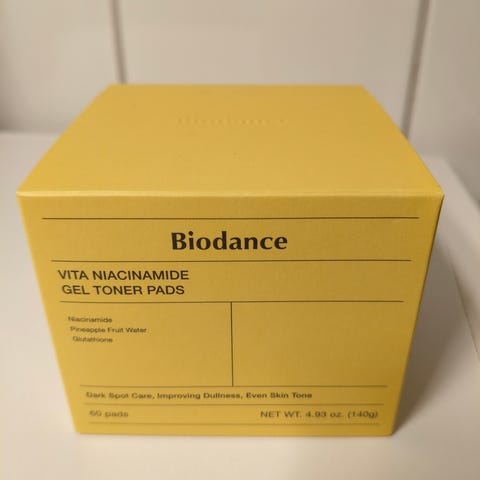 Biodance
Biodance
VITA NIACINAMIDE
GEL TONER PADS
Niacinamide
Pineapple Fruit Water
Glutathione
Dark Spot Care, Improving Dullness, Even Skin Tone
60 pads
NET WT. 4.93 oz. (140g)